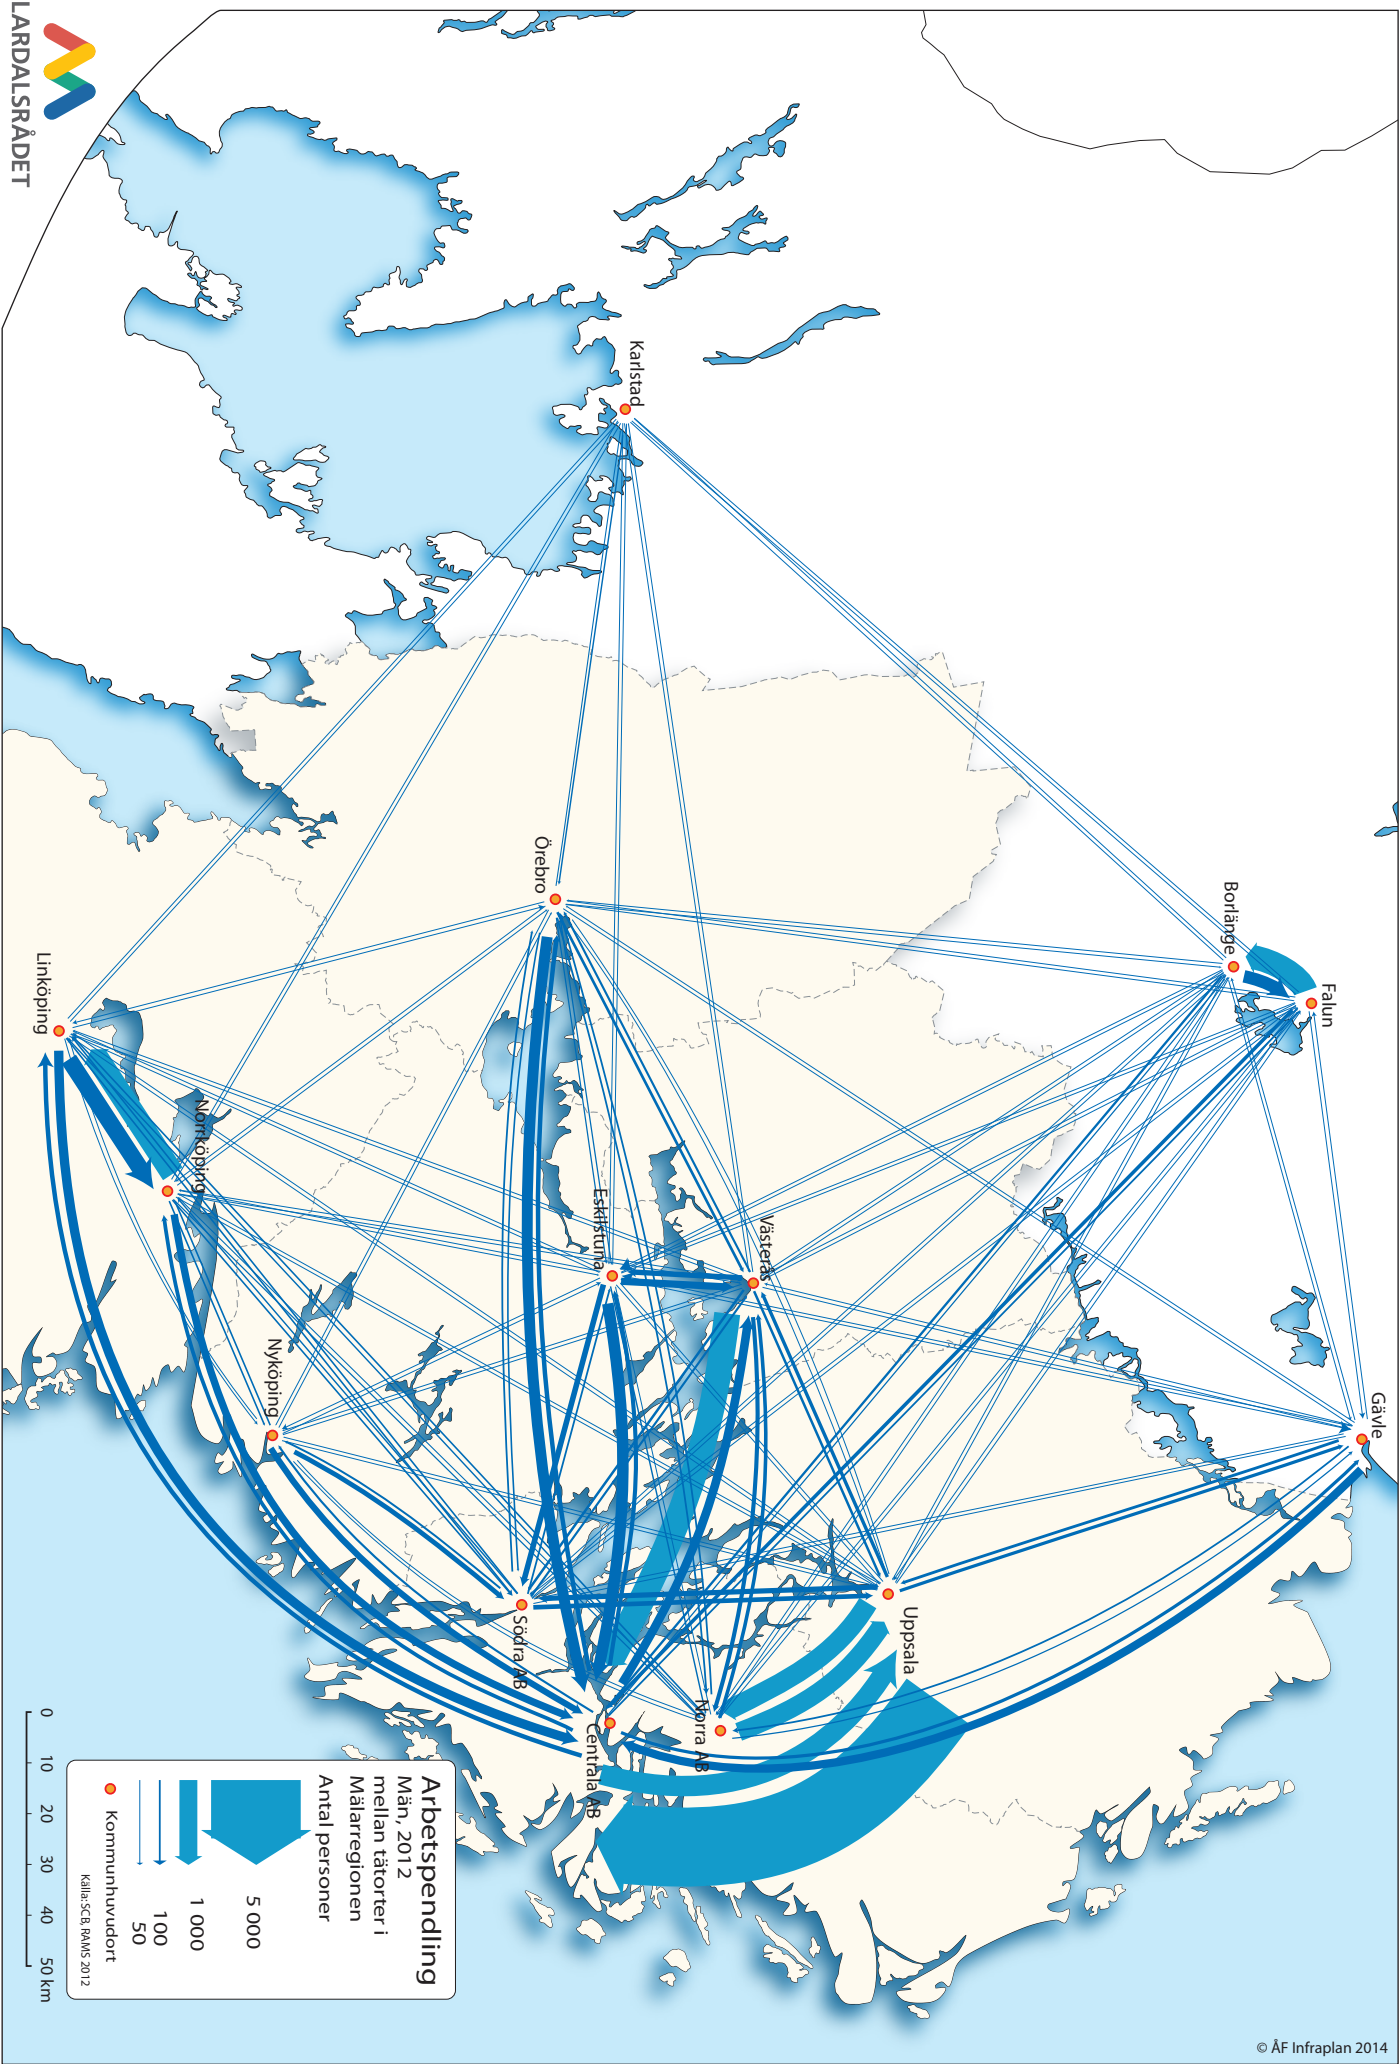 LARDALSRÅDET
Karlstad
Örebro
Borlänge
Falun
Linköping
Norrköping
Eskilstuna
Västerås
Nyköping
Gävle
Södra AB
Uppsala
Norra AB
Centrala AB
Arbetspendling
Män, 2012
mellan tätorter i
Mälarregionen
Antal personer
5 000
1 000
100
50
Kommunhuvudort
Källa:SCB, RAMS 2012
0 10 20 30 40 50 km
© ÅF Infraplan 2014